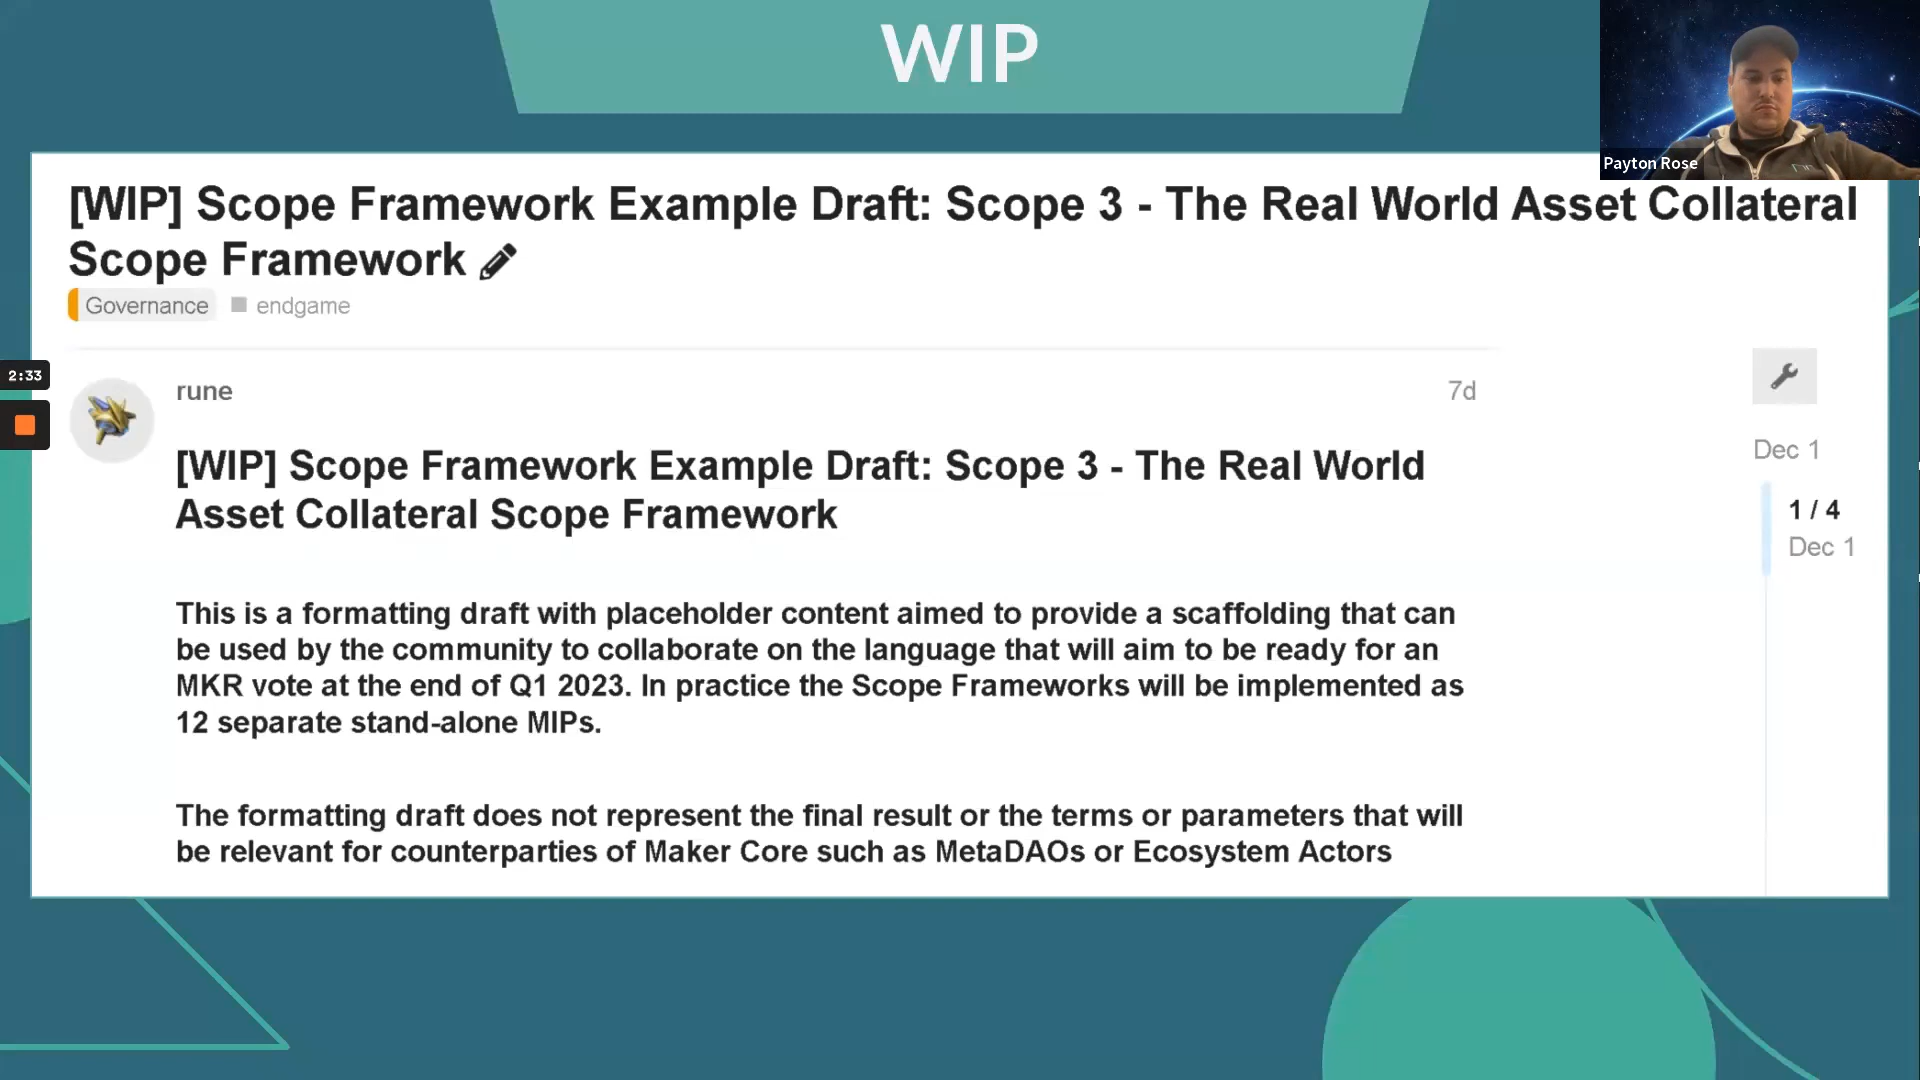 WIP
Payton Rose
[WIP] Scope Framework Example Draft: Scope 3 - The Real World Asset Collateral
Scope Framework
Governance endgame
2:33
rune 7d
[WIP] Scope Framework Example Draft: Scope 3 - The Real World
Asset Collateral Scope Framework
Dec 1
1 / 4
Dec 1
This is a formatting draft with placeholder content aimed to provide a scaffolding that can
be used by the community to collaborate on the language that will aim to be ready for an
MKR vote at the end of Q1 2023. In practice the Scope Frameworks will be implemented as
12 separate stand-alone MIPs.
The formatting draft does not represent the final result or the terms or parameters that will
be relevant for counterparties of Maker Core such as MetaDAOs or Ecosystem Actors